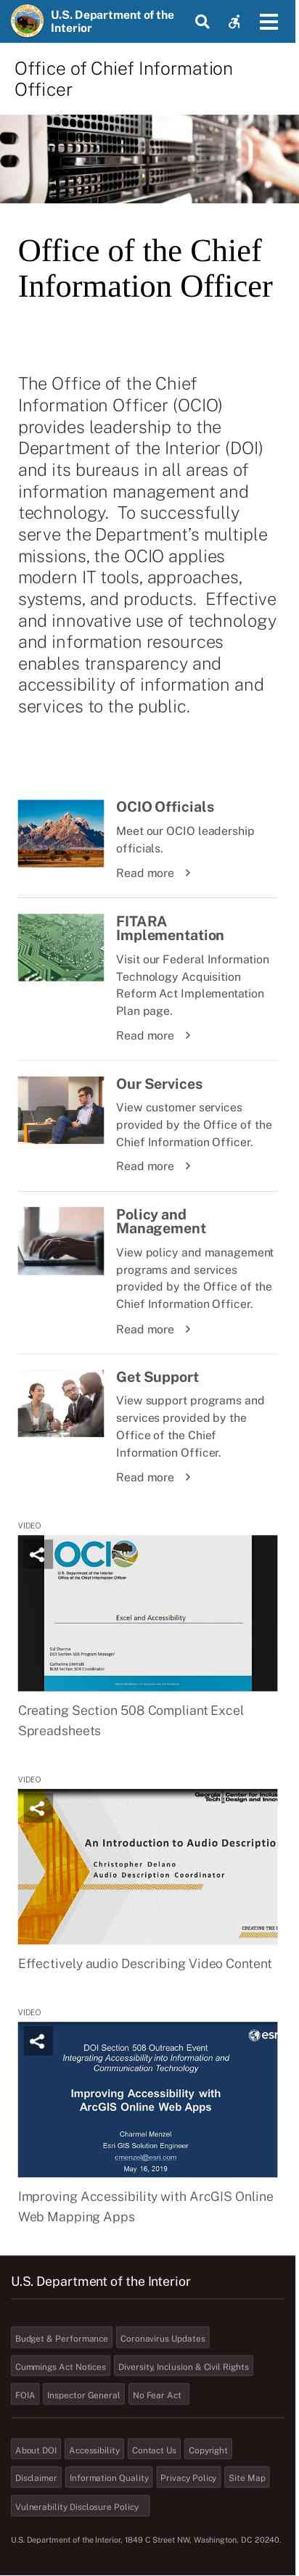 U.S. Department of the
Interior
Office of Chief Information
Officer
Office of the Chief
Information Officer
The Office of the Chief
Information Officer (OCIO)
provides leadership to the
Department of the Interior (DOI)
and its bureaus in all areas of
information management and
technology.  To successfully
serve the Department's multiple
missions, the OCIO applies
modern IT tools, approaches,
systems, and products.  Effective
and innovative use of technology
and information resources
enables transparency and
accessibility of information and
services to the public.
OCIO Officials
Meet our OCIO leadership
officials.
Read more
FITARA
Implementation
Visit our Federal Information
Technology Acquisition
Reform Act Implementation
Plan page.
Read more
Our Services
View customer services
provided by the Office of the
Chief Information Officer.
Read more
Policy and
Management
View policy and management
programs and services
provided by the Office of the
Chief Information Officer.
Read more
Get Support
View support programs and
services provided by the
Office of the Chief
Information Officer.
Read more
VIDEO
OCI
U.S. Department of the Interior
Office of the Chief Information Officer
Excel and Accessibility
Sid Sharma
DOI Section 508 Program Manager
BLM Section 508 Coordinator
Creating Section 508 Compliant Excel
Spreadsheets
VIDEO
Georgia Center for Inclus
Tech Design and Innov
An Introduction to Audio Descriptio
Christopher Delano
Audio Description Coordinator
CREATING THE
Effectively audio Describing Video Content
VIDEO
esr
DOI Section 508 Outreach Event
Integrating Accessibility into Information and
Communication Technology
Improving Accessibility with
ArcGIS Online Web Apps
Charmel Menzel
Esri GIS Solution Engineer
cmenzel@esri.com
May 16, 2019
Improving Accessibility with ArcGIS Online
Web Mapping Apps
U.S. Department of the Interior
Budget & Performance Coronavirus Updates
Cummings Act Notices Diversity, Inclusion & Civil Rights
FOIA Inspector General No Fear Act
About DOI Accessibility Contact Us Copyright
Disclaimer Information Quality Privacy Policy Site Map
Vulnerability Disclosure Policy
U.S. Department of the Interior, 1849 C Street NW, Washington, DC 20240.